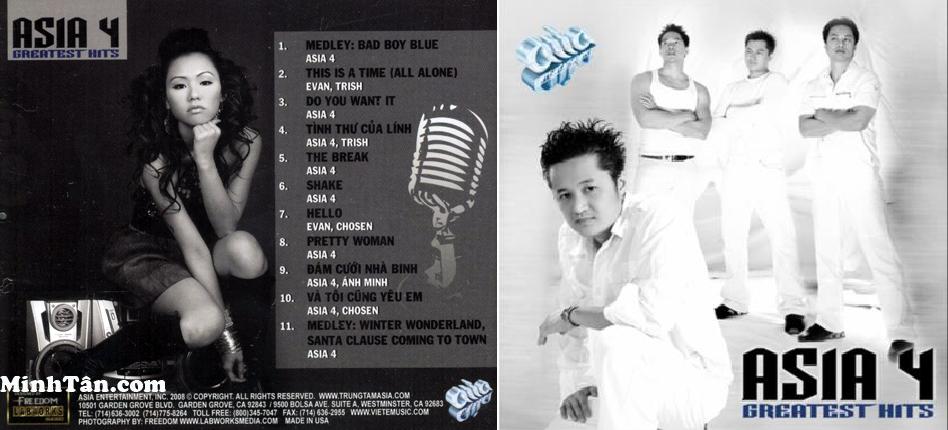 ASIA 4
GREATEST HITS
1. MEDLEY: BAD BOY BLUE
ASIA 4
2. THIS IS A TIME (ALL ALONE)
EVAN, TRISH
3. DO YOU WANT IT
ASIA 4
4. TÌNH THƯ CỦA LÍNH
ASIA 4, TRISH
5. THE BREAK
ASIA 4
6. SHAKE
ASIA 4
7. HELLO
EVAN, CHOSEN
8. PRETTY WOMAN
ASIA 4
9. ĐÁM CƯỚI NHÀ BINH
ASIA 4, ÁNH MINH
10. VÀ TÔI CŨNG YÊU EM
ASIA 4, CHOSEN
11. MEDLEY: WINTER WONDERLAND,
SANTA CLAUSE COMING TO TOWN
ASIA 4
MinhTân.com
FREEDOM
LABWORKS
ASIA ENTERTAINMENT, INC. 2008 © COPYRIGHT. ALL RIGHTS RESERVED. WWW.TRUNGTAMASIA.COM
10501 GARDEN GROVE BLVD. GARDEN GROVE, CA 92843 / 9500 BOLSA AVE. SUITE A, WESTMINSTER, CA 92683
TEL: (714) 636-3002 (714) 775-8264 TOLL FREE: (800)345-7047 FAX: (714) 636-2955 WWW.VIETEMUSIC.COM
PHOTOGRAPHY BY: FREEDOM WWW.LABWORKSMEDIA.COM MADE IN USA
asia
asia
ASIA 4
GREATEST HITS